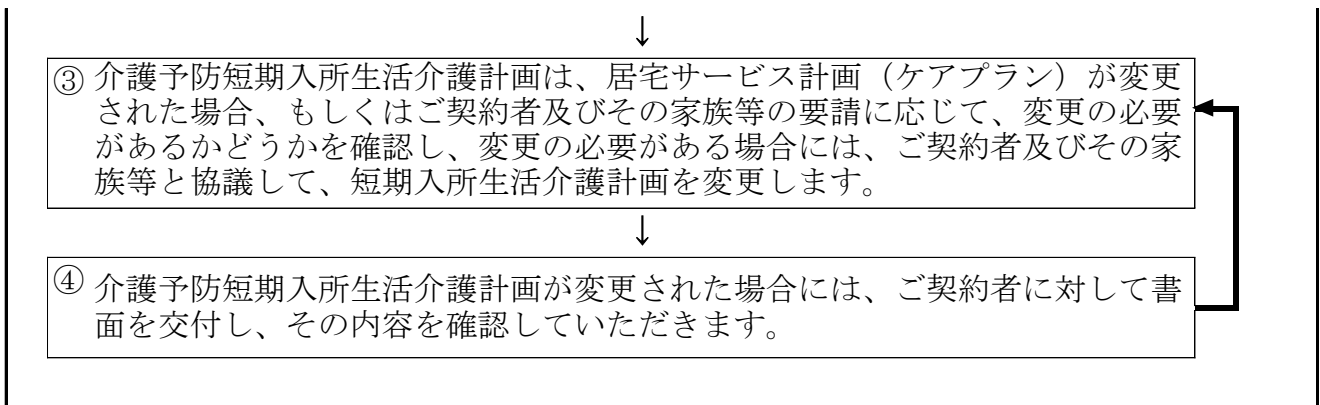 ↓
③ 介護予防短期入所生活介護計画は、居宅サービス計画（ケアプラン）が変更
された場合、もしくはご契約者及びその家族等の要請に応じて、変更の必要
があるかどうかを確認し、変更の必要がある場合には、ご契約者及びその家
族等と協議して、短期入所生活介護計画を変更します。
↓
④ 介護予防短期入所生活介護計画が変更された場合には、ご契約者に対して書
面を交付し、その内容を確認していただきます。